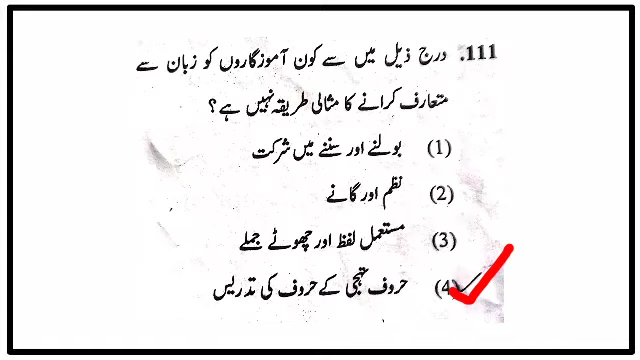 111. درج ذیل میں سے کون آموزگاروں کو زبان سے
متعارف کرانے کا مثالی طریقہ نہیں ہے؟
(1) بولنے اور سننے میں شرکت
(2) نظم اور گانے
(3) مستعمل لفظ اور چھوٹے جملے
(4) حروف تہجی کے حروف کی تدریس